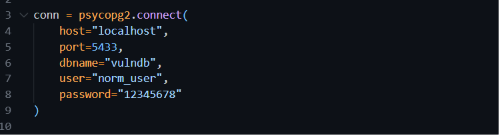 3 conn = psycopg2.connect(
4 host="localhost",
5 port=5433,
6 dbname="vulndb",
7 user="norm_user",
8 password="12345678"
9 )
10